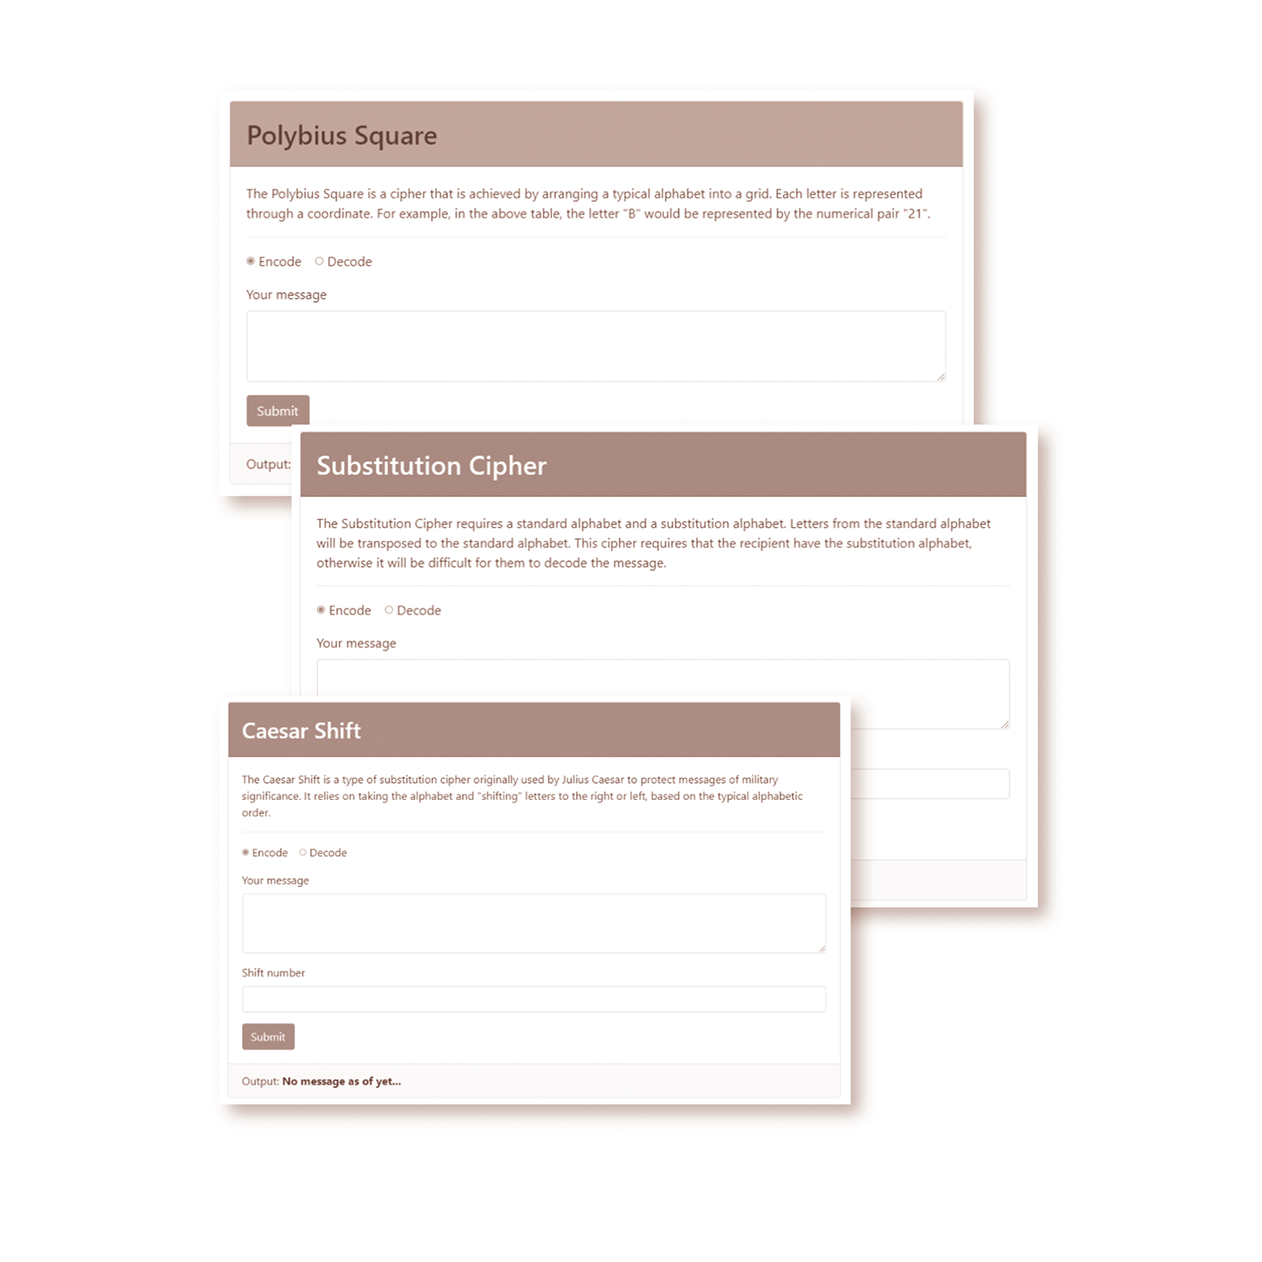 Polybius Square
The Polybius Square is a cipher that is achieved by arranging a typical alphabet into a grid. Each letter is represented
through a coordinate. For example, in the above table, the letter "B" would be represented by the numerical pair "21".
Encode Decode
Your message
Submit
Output:
Substitution Cipher
The Substitution Cipher requires a standard alphabet and a substitution alphabet. Letters from the standard alphabet
will be transposed to the standard alphabet. This cipher requires that the recipient have the substitution alphabet,
otherwise it will be difficult for them to decode the message.
Encode Decode
Your message
Caesar Shift
The Caesar Shift is a type of substitution cipher originally used by Julius Caesar to protect messages of military
significance. It relies on taking the alphabet and "shifting" letters to the right or left, based on the typical alphabetic
order.
Encode Decode
Your message
Shift number
Submit
Output: No message as of yet...